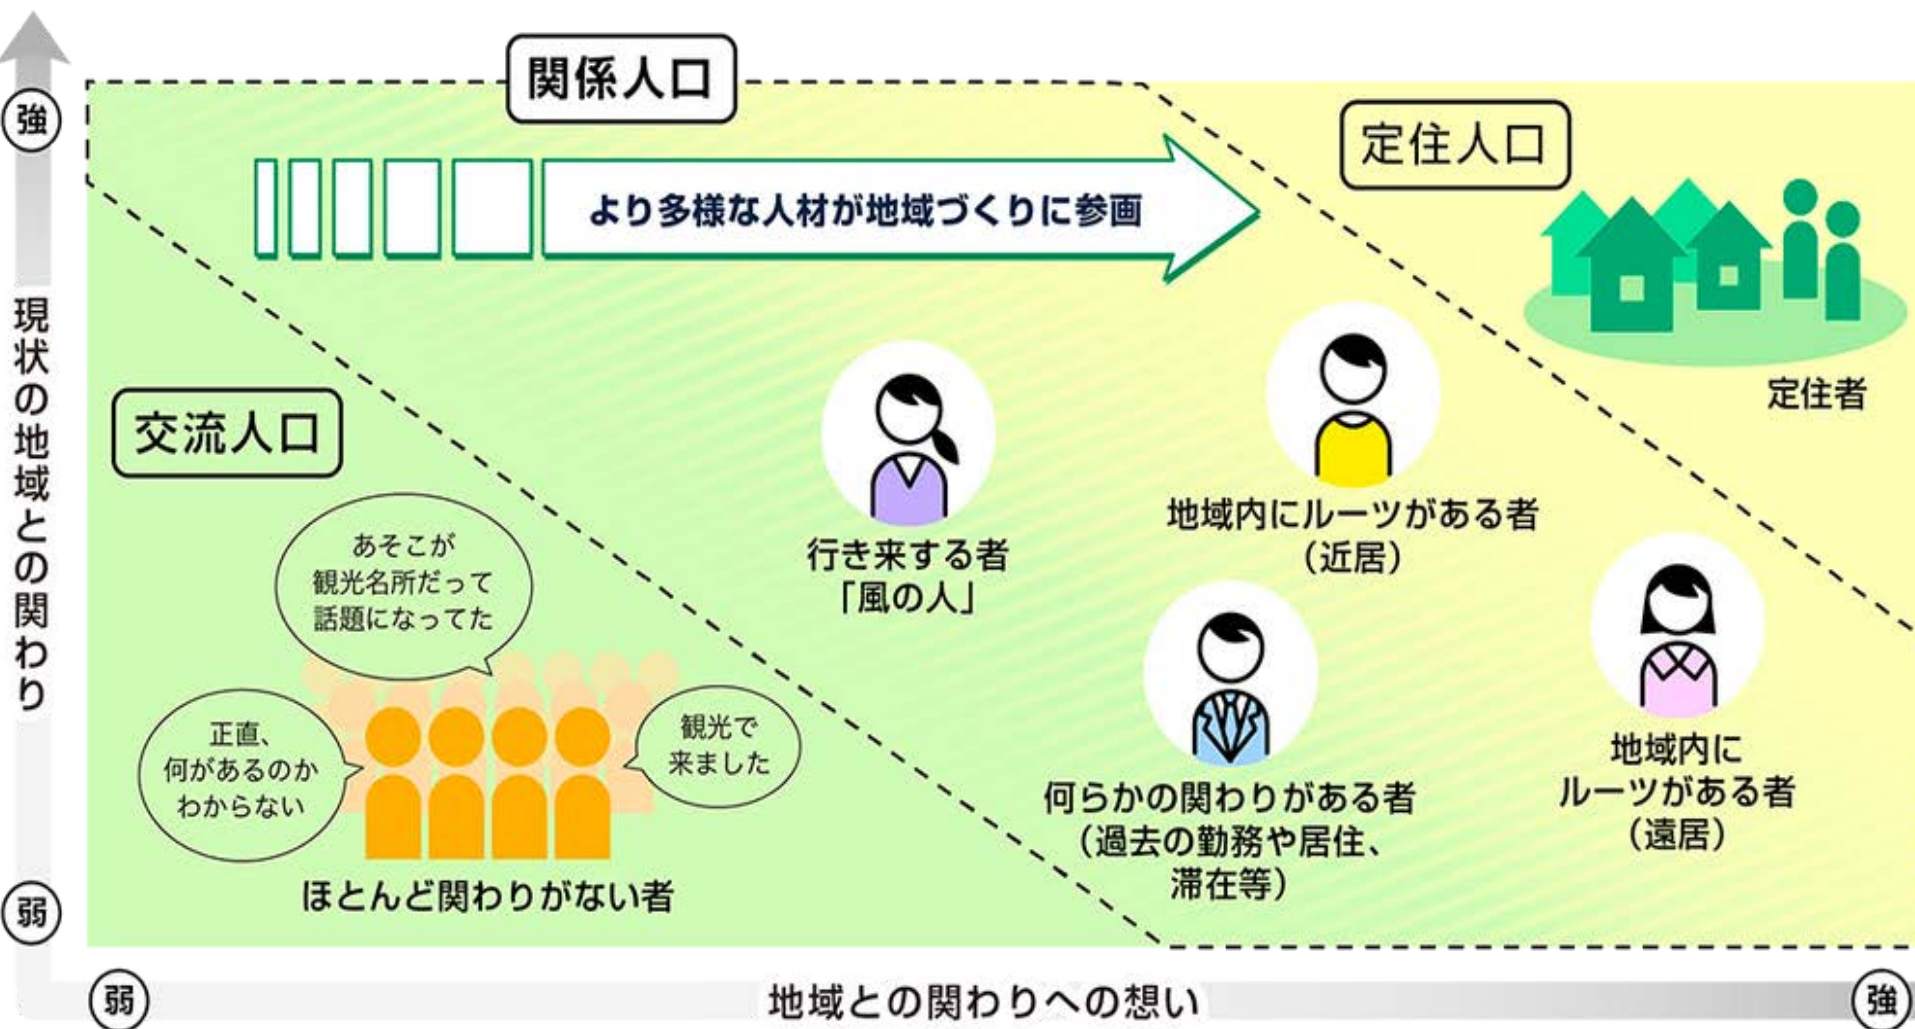 関係人口
強
定住人口
より多様な人材が地域づくりに参画
現状の地域との関わり
定住者
交流人口
あそこが
観光名所だって
話題になってた
行き来する者
「風の人」
地域内にルーツがある者
（近居）
正直、
何があるのか
わからない
観光で
来ました
何らかの関わりがある者
（過去の勤務や居住、
滞在等）
地域内に
ルーツがある者
（遠居）
ほとんど関わりがない者
弱
弱
地域との関わりへの想い
強